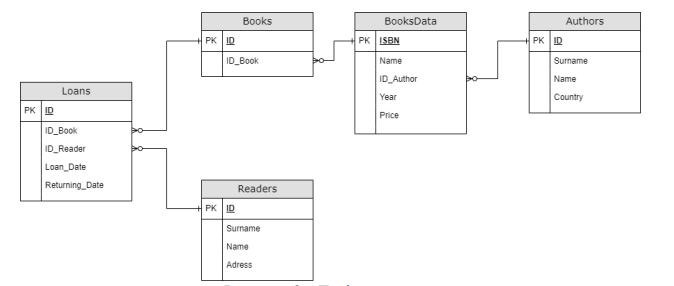 Books
PK ID
ID_Book
BooksData
PK ISBN
Name
ID_Author
Year
Price
Authors
PK ID
Surname
Name
Country
Loans
PK ID
ID_Book
ID_Reader
Loan_Date
Returning_Date
Readers
PK ID
Surname
Name
Adress